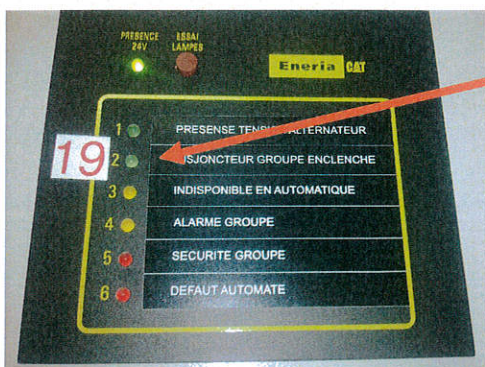 PRESENCE 24V
ESSAI LAMPES
Eneria CAT
1 PRESENSE TENSION ALTERNATEUR
19
2 DISJONCTEUR GROUPE ENCLENCHE
3 INDISPONIBLE EN AUTOMATIQUE
4 ALARME GROUPE
5 SECURITE GROUPE
6 DEFAUT AUTOMATE